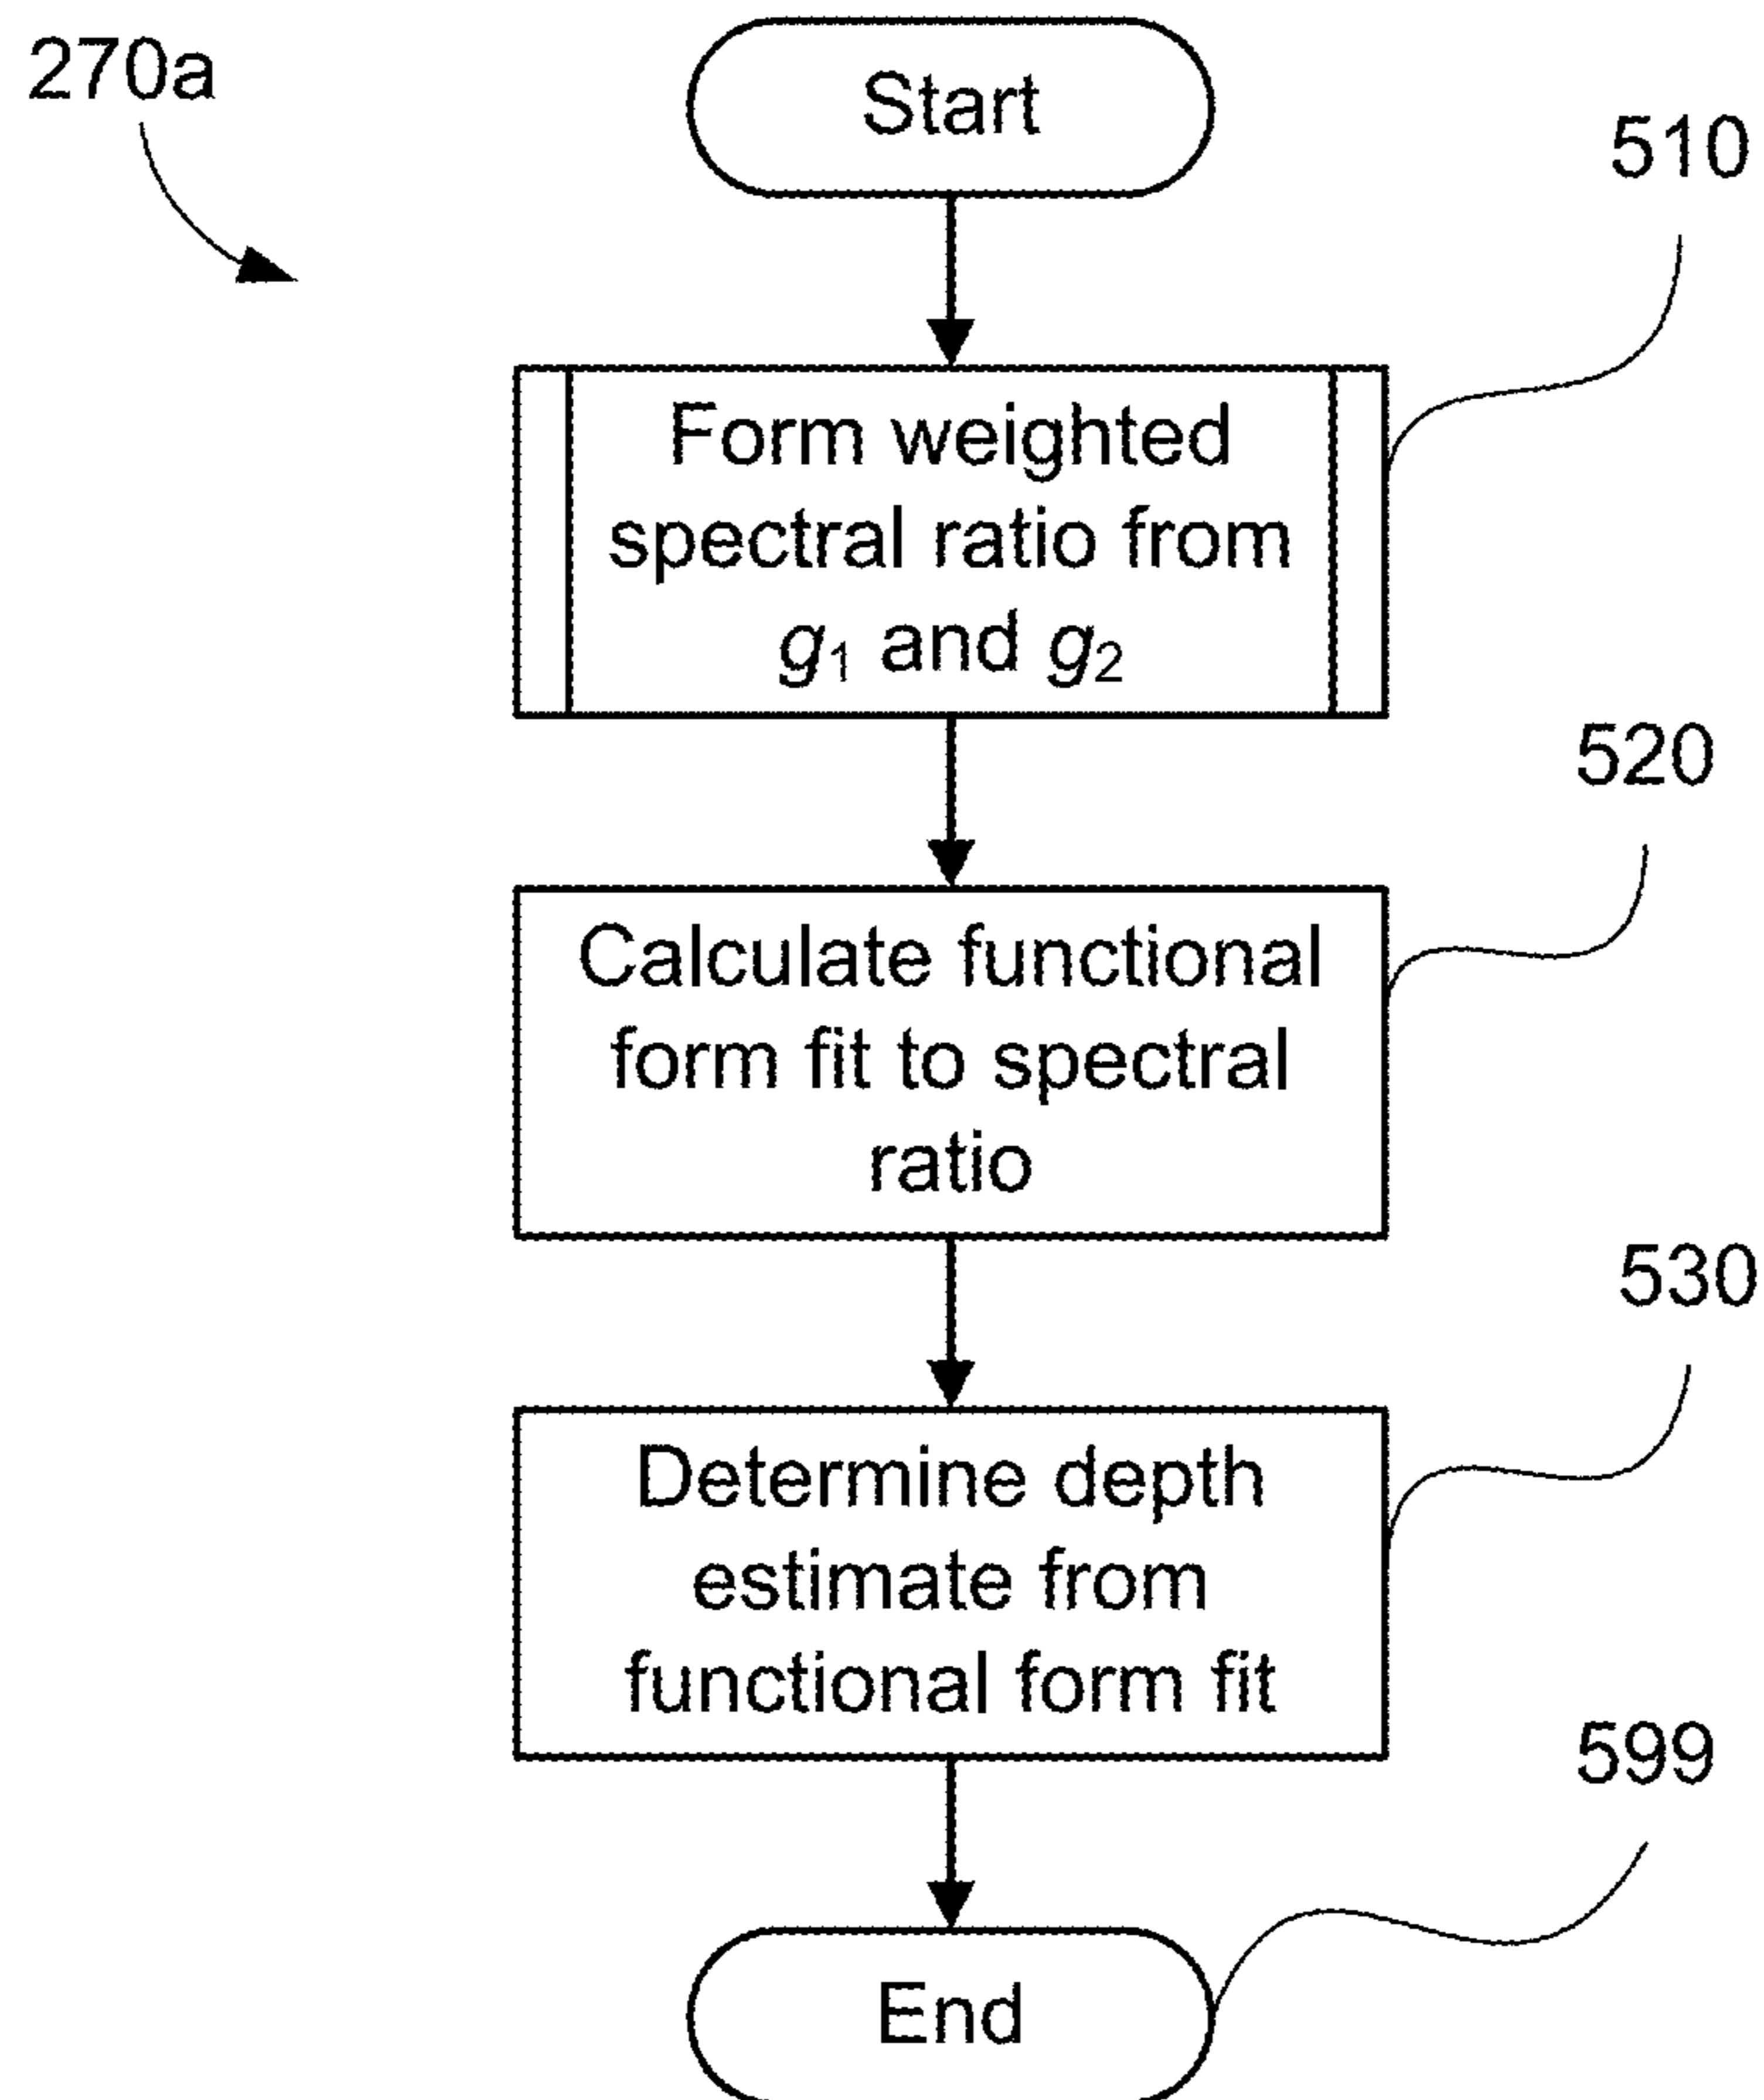 270a
Start
510
Form weighted
spectral ratio from
g₁ and g₂
520
Calculate functional
form fit to spectral
ratio
530
Determine depth
estimate from
functional form fit
599
End